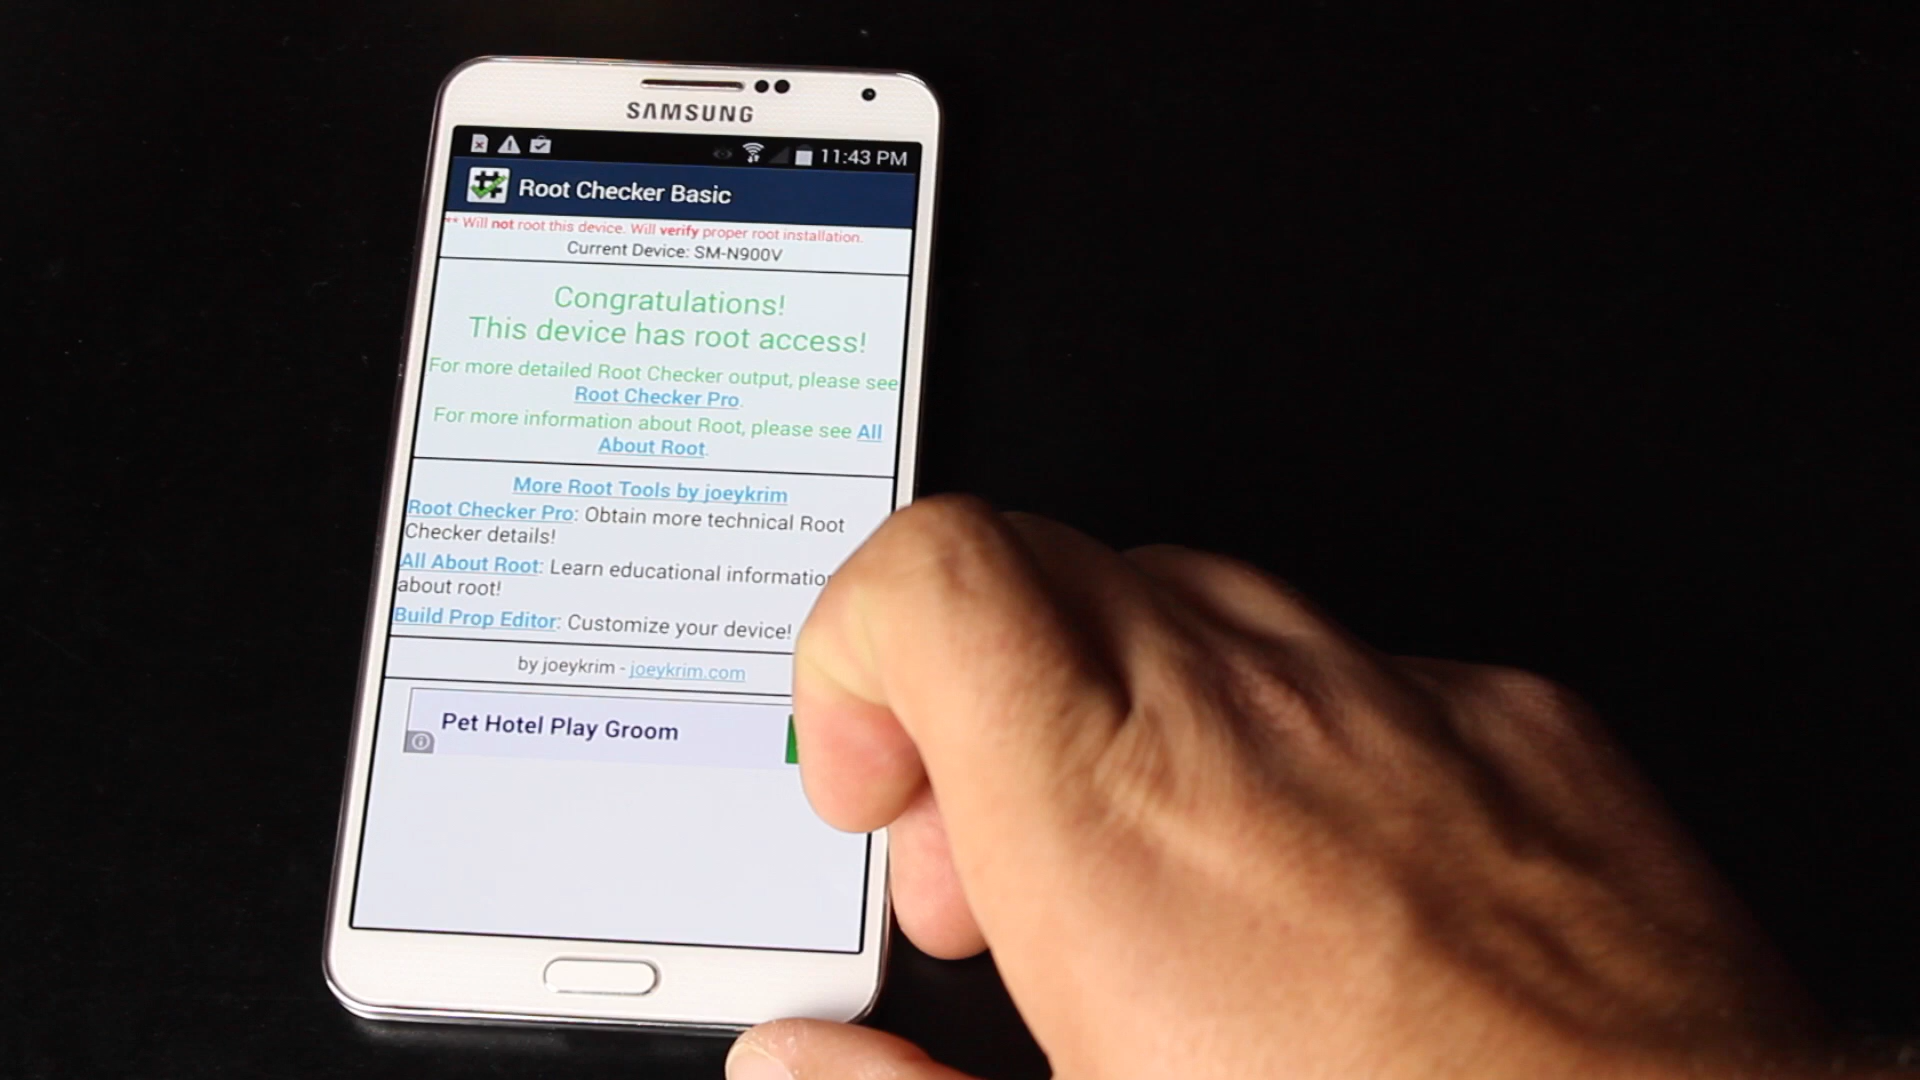 SAMSUNG
11:43 PM
Root Checker Basic
** Will not root this device. Will verify proper root installation.
Current Device: SM-N900V
Congratulations!
This device has root access!
For more detailed Root Checker output, please see
Root Checker Pro.
For more information about Root, please see All
About Root.
More Root Tools by joeykrim
Root Checker Pro: Obtain more technical Root
Checker details!
All About Root: Learn educational information
about root!
Build Prop Editor: Customize your device!
by joeykrim - joeykrim.com
Pet Hotel Play Groom